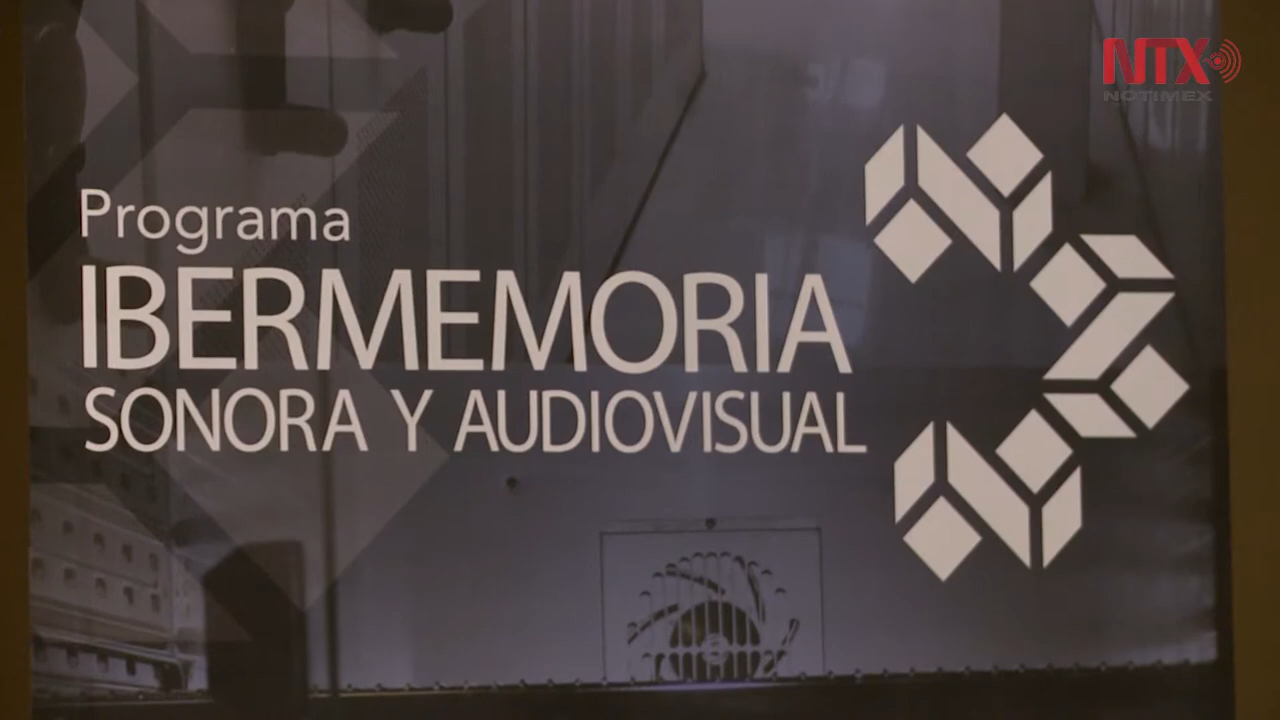 NTX
NOTIMEX
Programa
IBERMEMORIA
SONORA Y AUDIOVISUAL